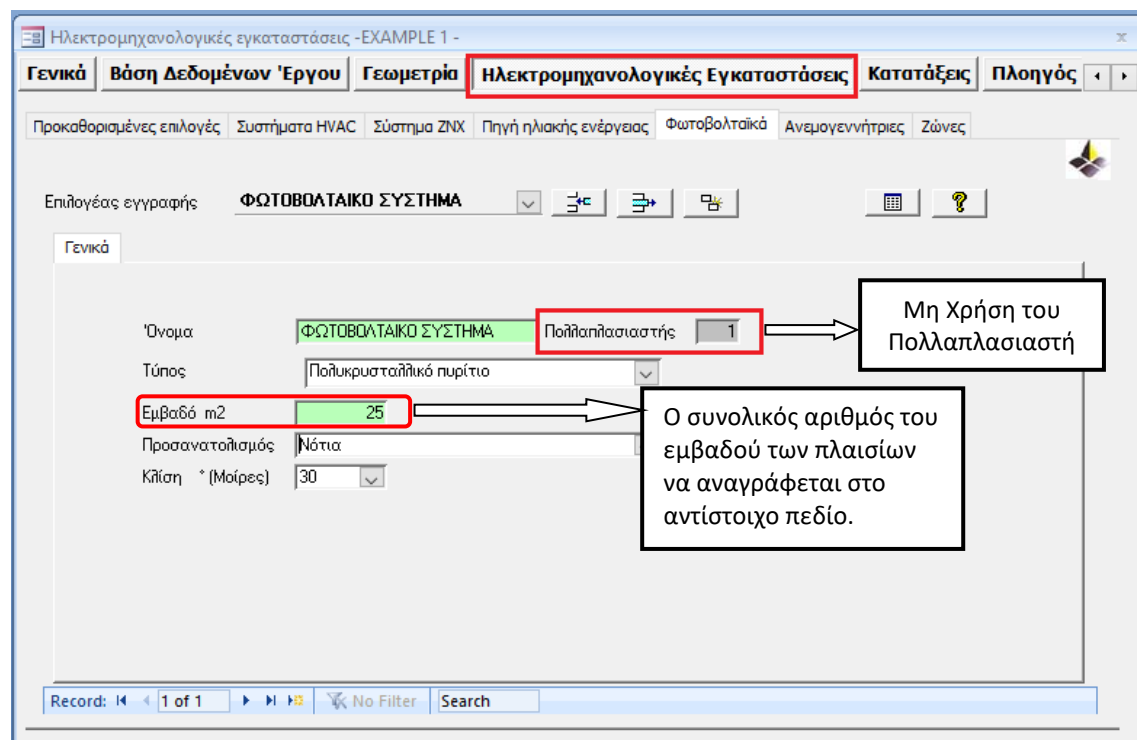 Ηλεκτρομηχανολογικές εγκαταστάσεις -EXAMPLE 1 -
Γενικά Βάση Δεδομένων 'Εργου Γεωμετρία Ηλεκτρομηχανολογικές Εγκαταστάσεις Κατατάξεις Πλοηγός
Προκαθορισμένες επιλογές Συστήματα HVAC Σύστημα ΖΝΧ Πηγή ηλιακής ενέργειας Φωτοβολταϊκά Ανεμογεννήτριες Ζώνες
Επιλογέας εγγραφής ΦΩΤΟΒΟΛΤΑΙΚΟ ΣΥΣΤΗΜΑ
Γενικά
Μη Χρήση του
Πολλαπλασιαστή
'Ονομα ΦΩΤΟΒΟΛΤΑΙΚΟ ΣΥΣΤΗΜΑ Πολλαπλασιαστής 1
Τύπος Πολυκρυσταλλικό πυρίτιο
Εμβαδό m2 25
Προσανατολισμός Νότια
Κλίση ° (Μοίρες) 30
Ο συνολικός αριθμός του
εμβαδού των πλαισίων
να αναγράφεται στο
αντίστοιχο πεδίο.
Record: 1 of 1 No Filter Search